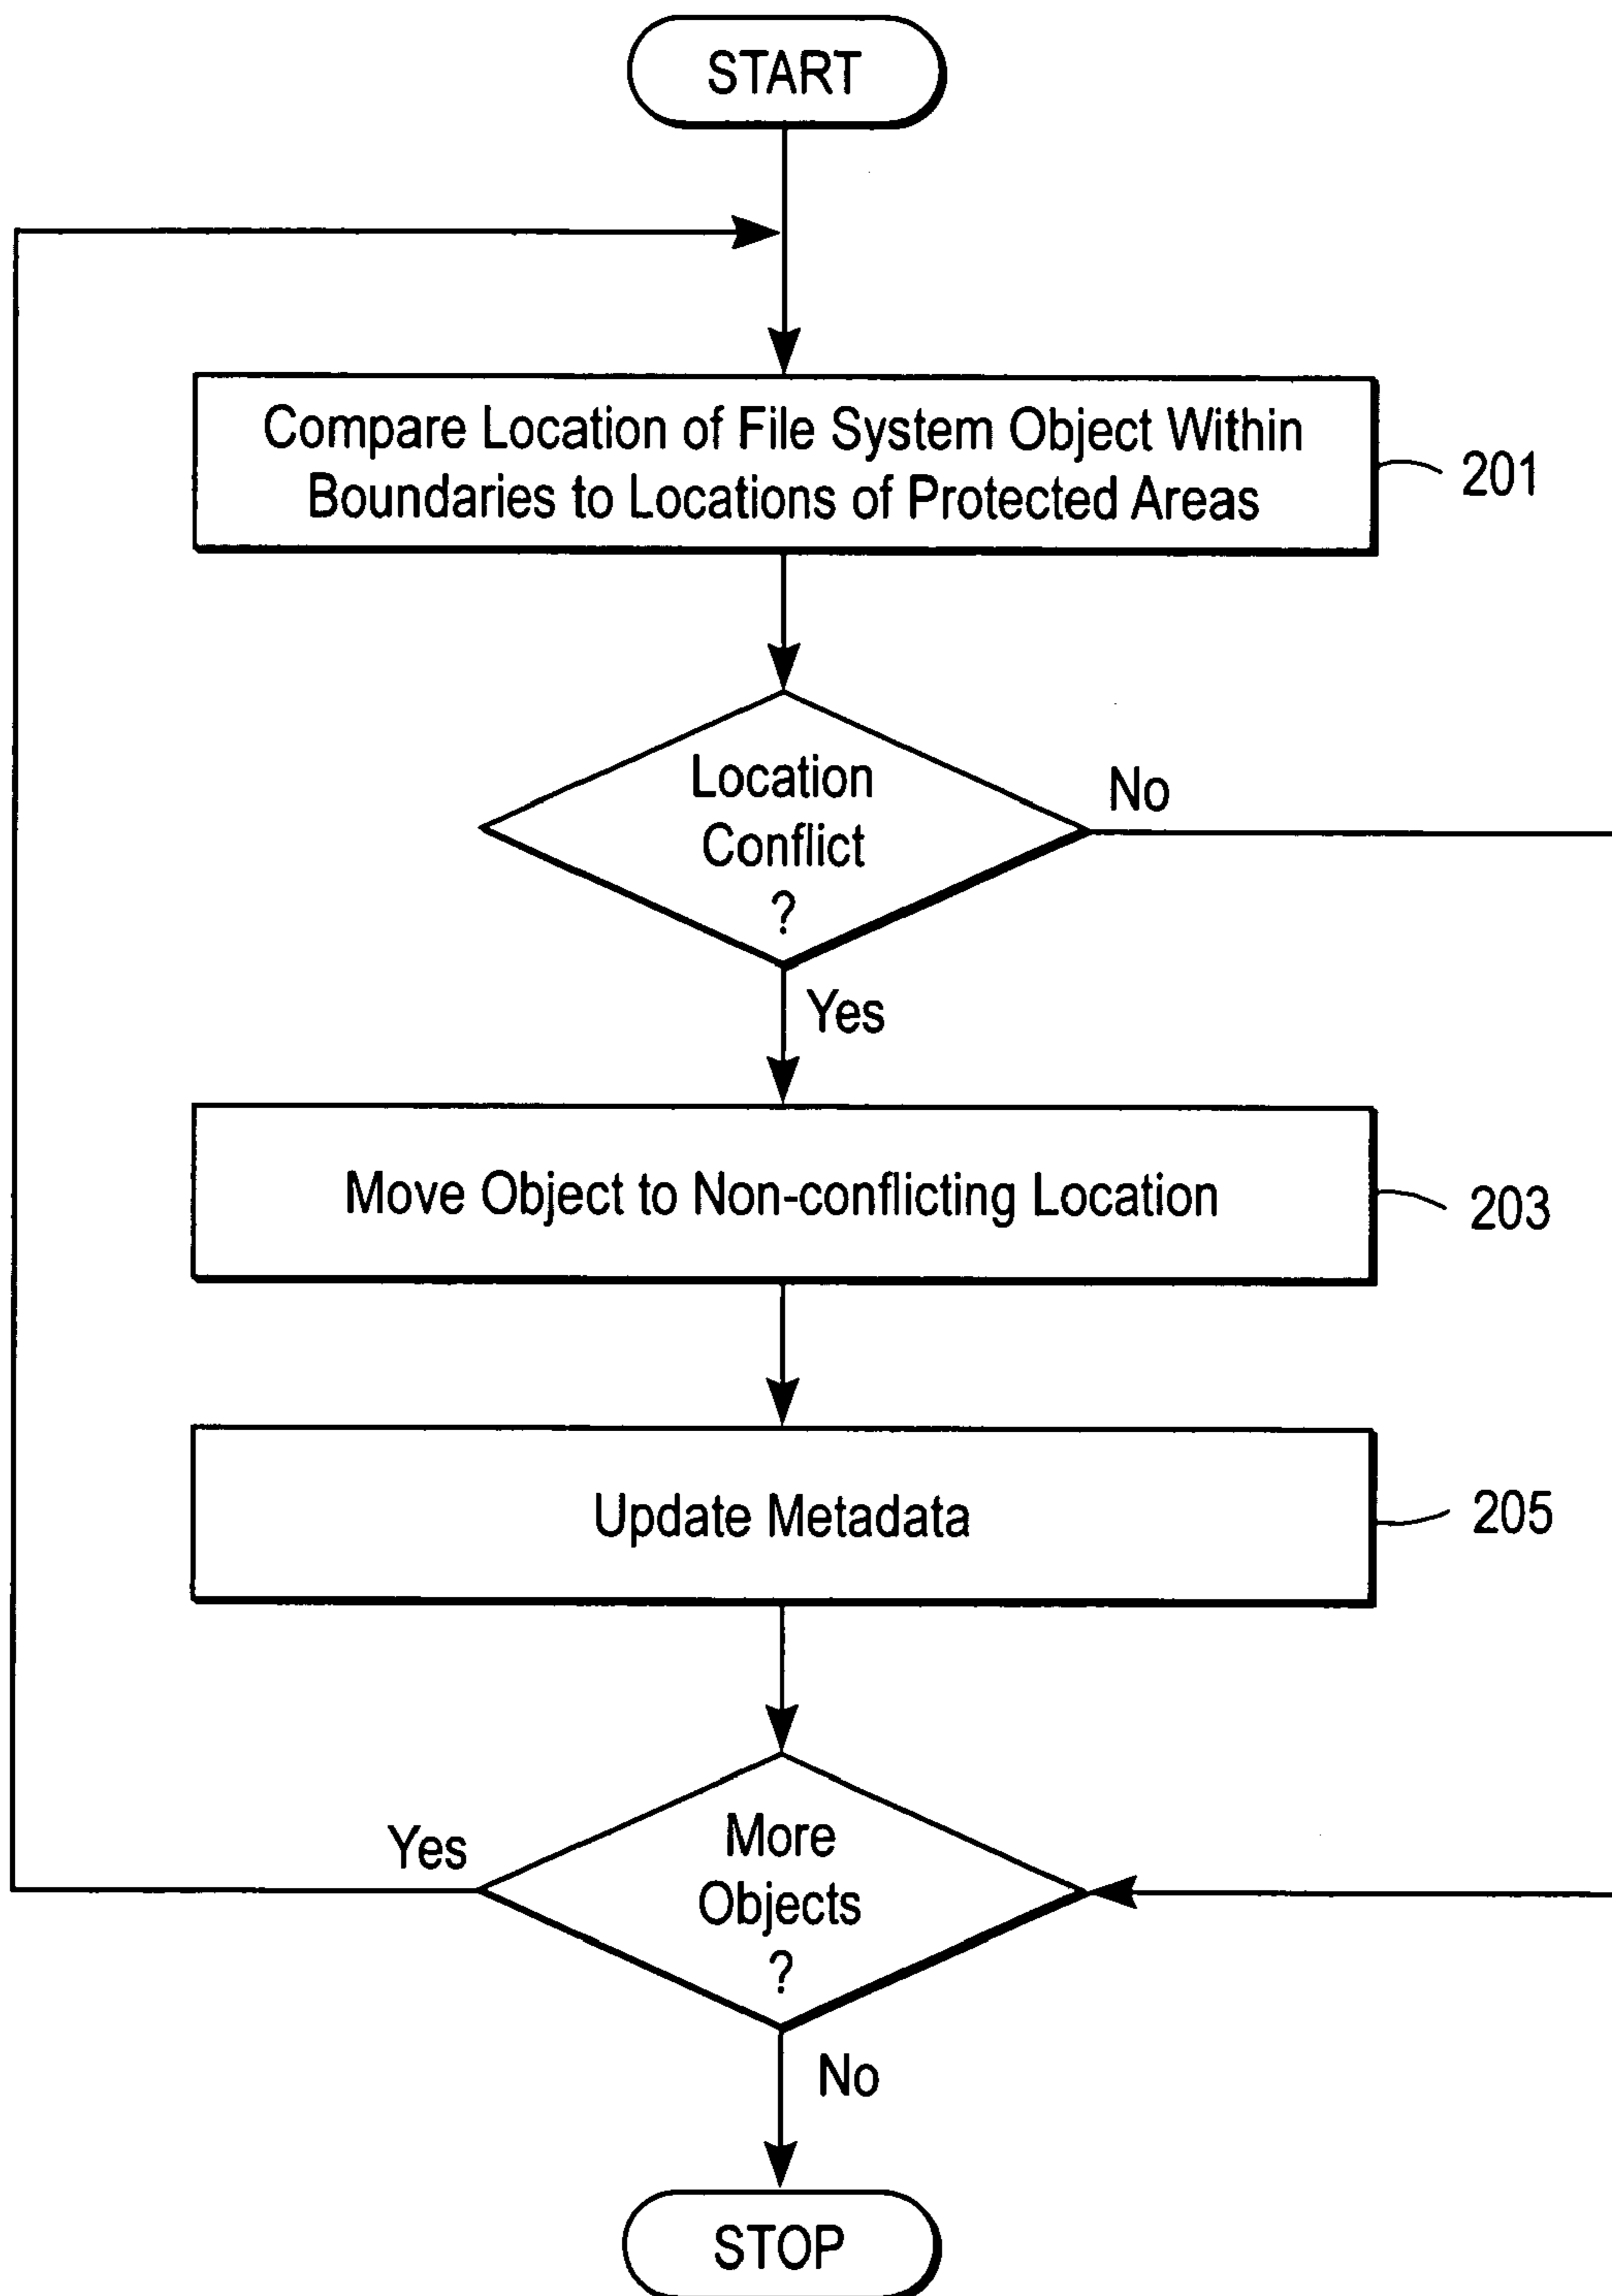 START
Compare Location of File System Object Within
Boundaries to Locations of Protected Areas
201
Location
Conflict
?
No
Yes
Move Object to Non-conflicting Location
203
Update Metadata
205
More
Objects
?
Yes
No
STOP